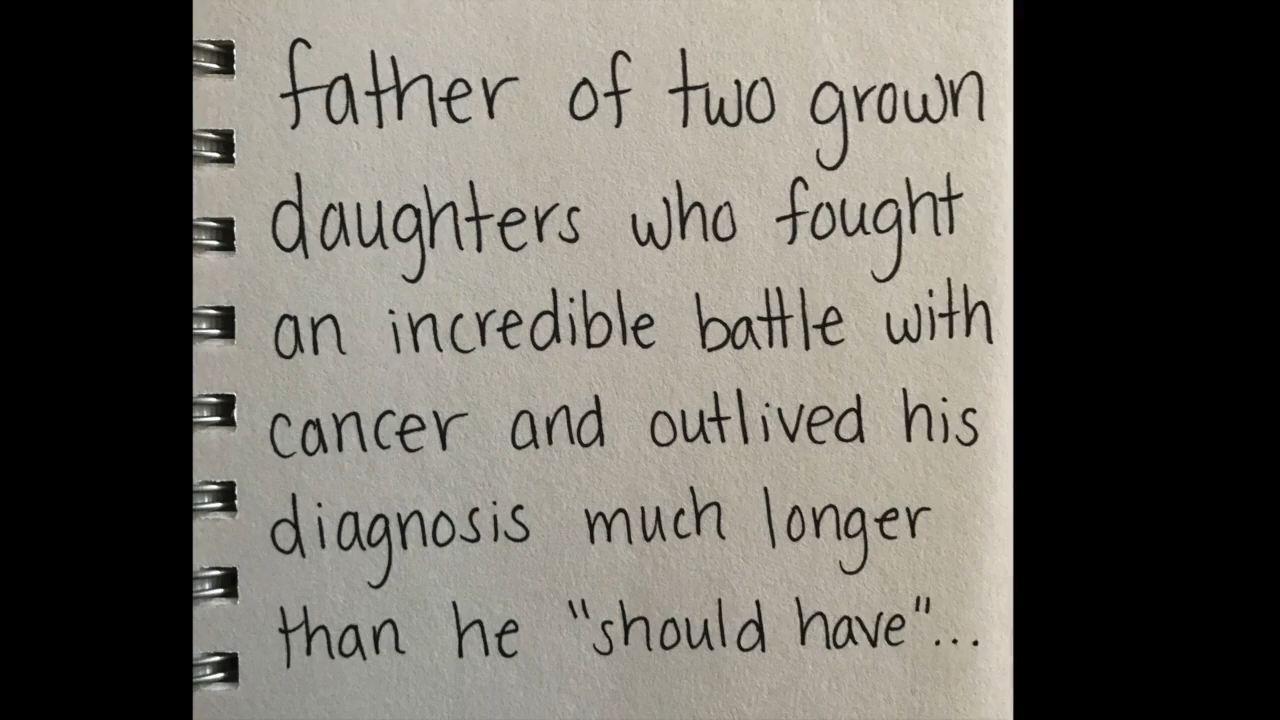 father of two grown
daughters who fought
an incredible battle with
cancer and outlived his
diagnosis much longer
than he "should have"...